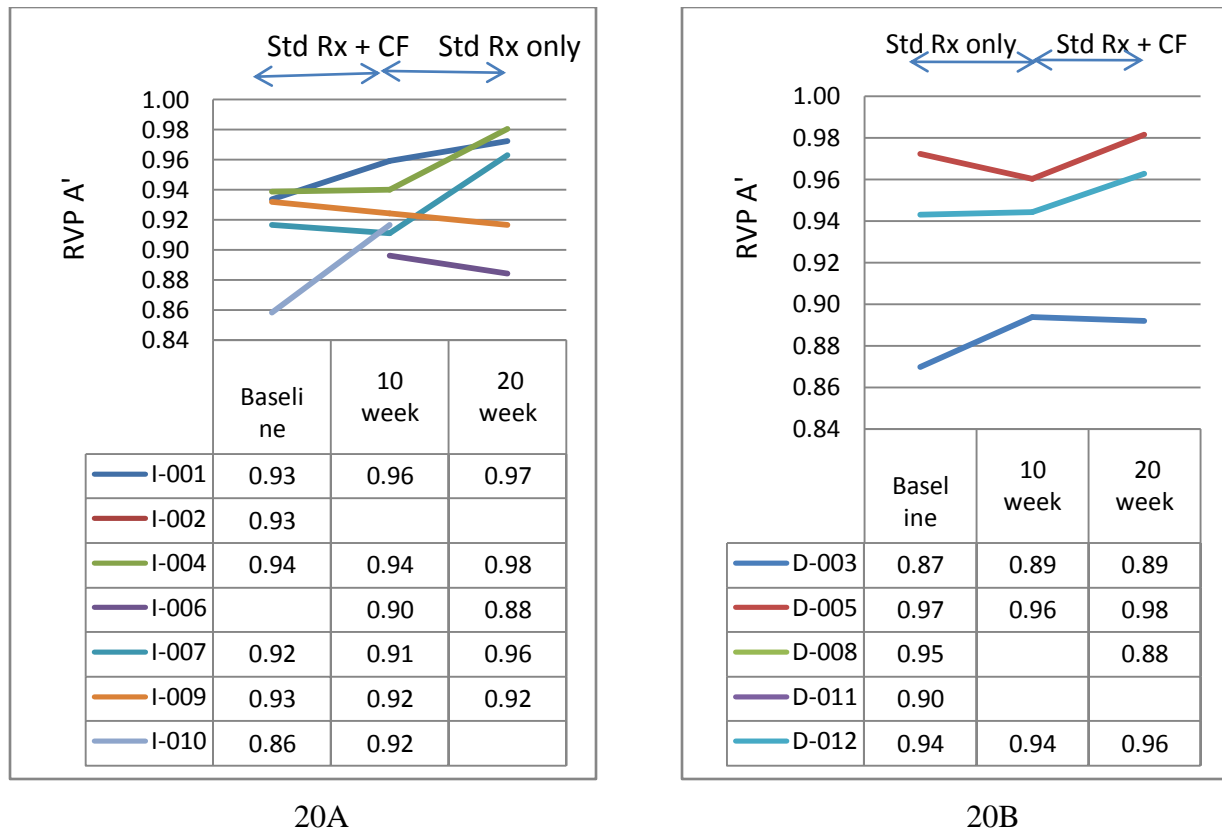 Std Rx + CF Std Rx only
1.00
0.98
0.96
0.94
0.92
0.90
0.88
0.86
0.84
RVP A'
Baseli
ne
10
week
20
week
I-001 0.93 0.96 0.97
I-002 0.93
I-004 0.94 0.94 0.98
I-006 0.90 0.88
I-007 0.92 0.91 0.96
I-009 0.93 0.92 0.92
I-010 0.86 0.92
20A
Std Rx only Std Rx + CF
1.00
0.98
0.96
0.94
0.92
0.90
0.88
0.86
0.84
RVP A'
Basel
ine
10
week
20
week
D-003 0.87 0.89 0.89
D-005 0.97 0.96 0.98
D-008 0.95 0.88
D-011 0.90
D-012 0.94 0.94 0.96
20B